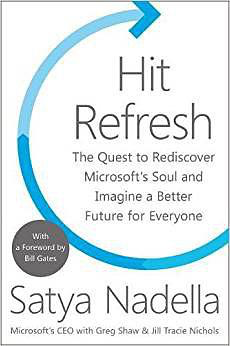 Hit
Refresh
The Quest to Rediscover
Microsoft's Soul and
Imagine a Better
Future for Everyone
With a
Foreword by
Bill Gates
Satya Nadella
Microsoft's CEO with Greg Shaw & Jill Tracie Nichols